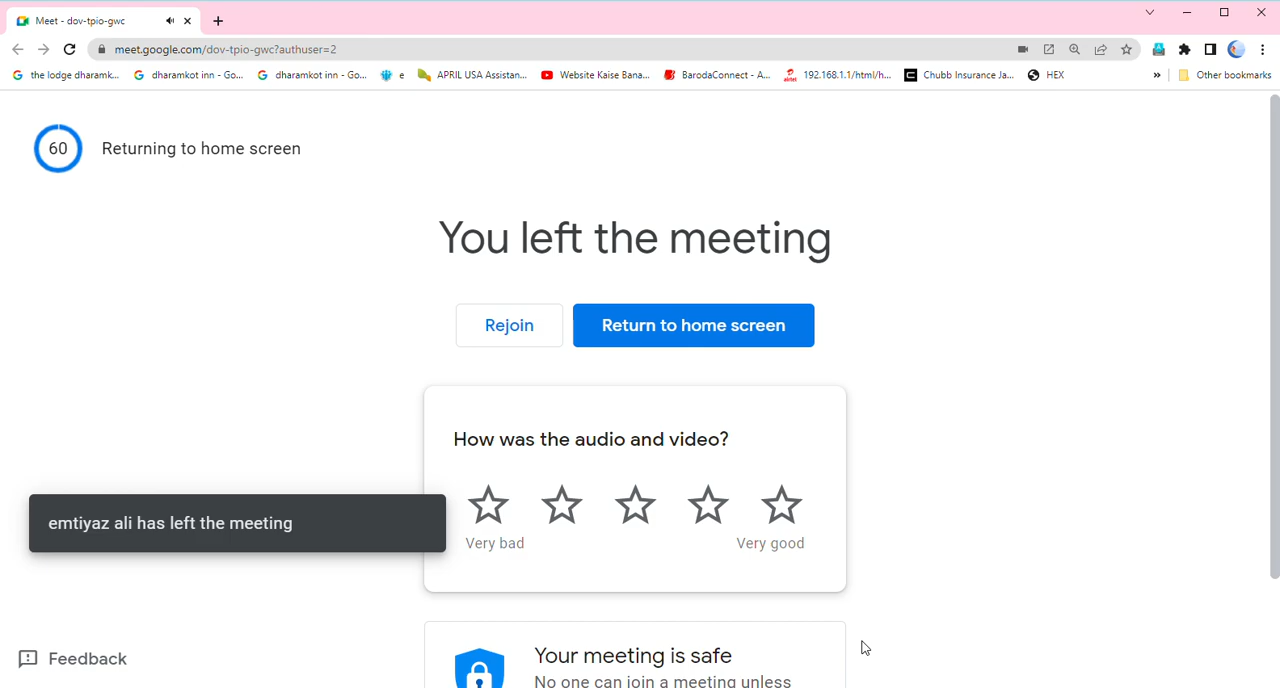 Meet - dov-tpio-gwc
meet.google.com/dov-tpio-gwc?authuser=2
the lodge dharamk... dharamkot inn - Go... dharamkot inn - Go... e APRIL USA Assistan... Website Kaise Bana... BarodaConnect - A... airtel 192.168.1.1/html/h... Chubb Insurance Ja... HEX » Other bookmarks
60 Returning to home screen
You left the meeting
Rejoin Return to home screen
How was the audio and video?
Very bad Very good
emtiyaz ali has left the meeting
Feedback
Your meeting is safe
No one can join a meeting unless